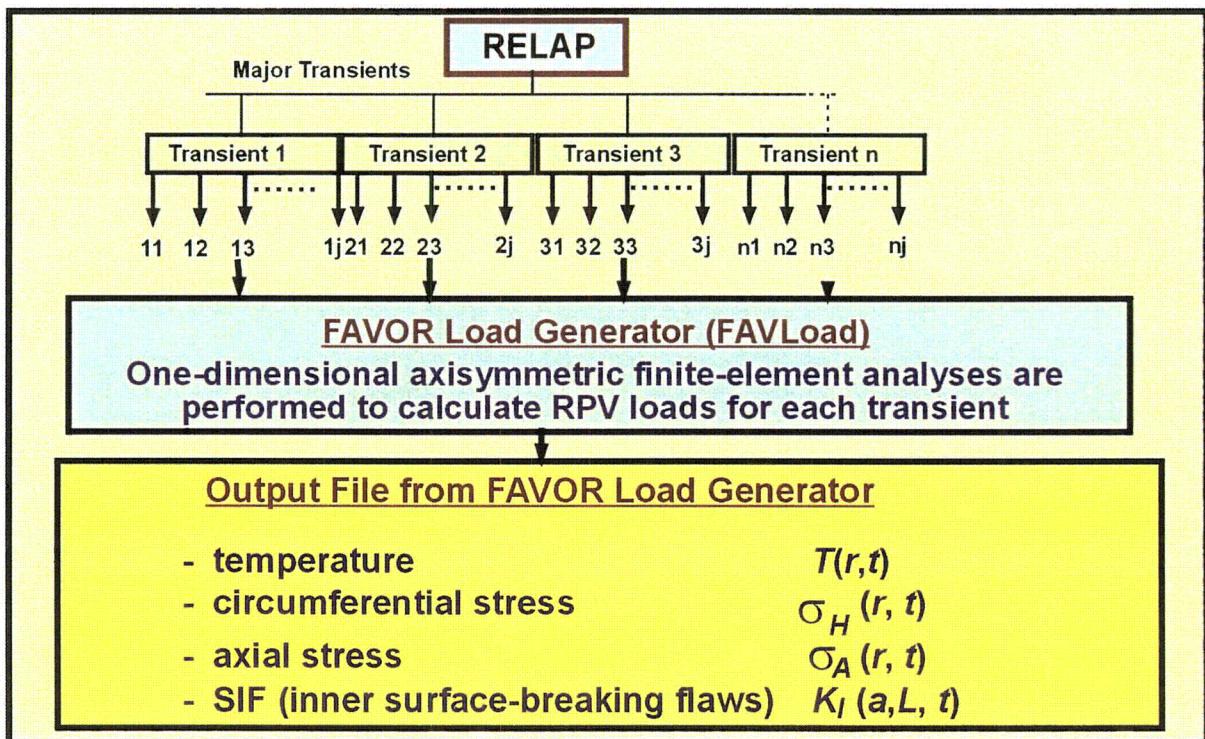 RELAP
Major Transients
Transient 1 Transient 2 Transient 3 Transient n
11 12 13 1j 21 22 23 2j 31 32 33 3j n1 n2 n3 nj
FAVOR Load Generator (FAVLoad)
One-dimensional axisymmetric finite-element analyses are
performed to calculate RPV loads for each transient
Output File from FAVOR Load Generator
- temperature T(r,t)
- circumferential stress σH (r, t)
- axial stress σA (r, t)
- SIF (inner surface-breaking flaws) KI (a,L, t)